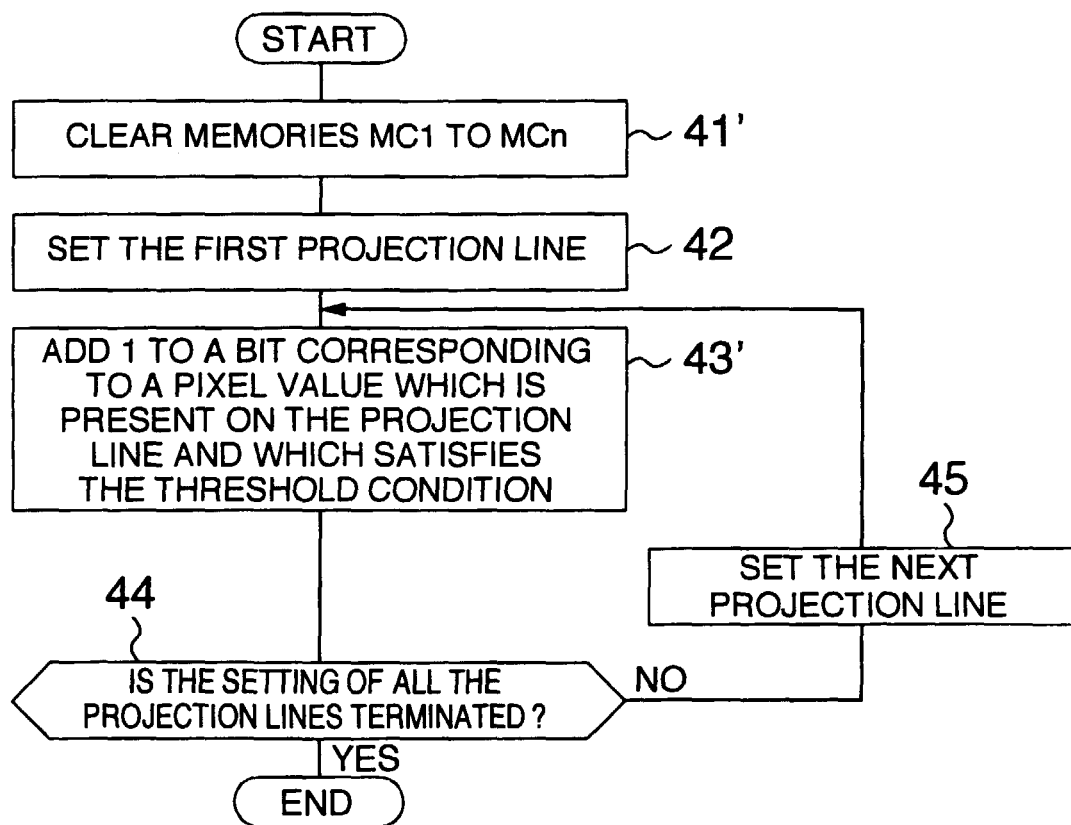 START
CLEAR MEMORIES MC1 TO MCn
41'
SET THE FIRST PROJECTION LINE
42
ADD 1 TO A BIT CORRESPONDING
TO A PIXEL VALUE WHICH IS
PRESENT ON THE PROJECTION
LINE AND WHICH SATISFIES
THE THRESHOLD CONDITION
43'
45
SET THE NEXT
PROJECTION LINE
44
IS THE SETTING OF ALL THE
PROJECTION LINES TERMINATED ?
NO
YES
END